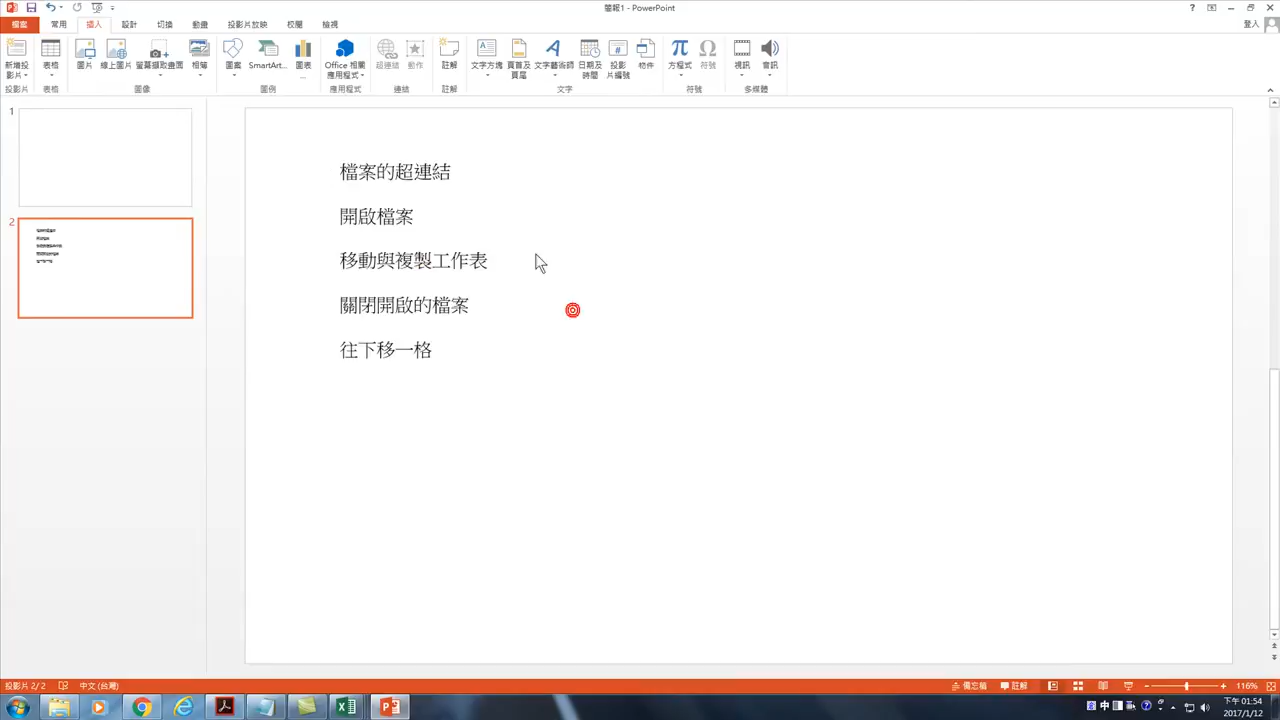 簡報1 - PowerPoint
?
登入
檔案 常用 插入 設計 切換 動畫 投影片放映 校閱 檢視
新增投影片 表格 圖片 線上圖片 螢幕擷取畫面 相簿 圖案 SmartArt... 圖表... Office 相關應用程式 超連結 動作 註解 文字方塊 頁首及頁尾 文字藝術師 日期及時間 投影片編號 物件 方程式 符號 視訊 音訊
投影片 表格 圖像 圖例 應用程式 連結 註解 文字 符號 多媒體
1
2
檔案的超連結
開啟檔案
移動與複製工作表
關閉開啟的檔案
往下移一格
投影片 2/2 中文 (台灣) 備忘稿 註解 116%
中
下午 01:54
2017/1/12